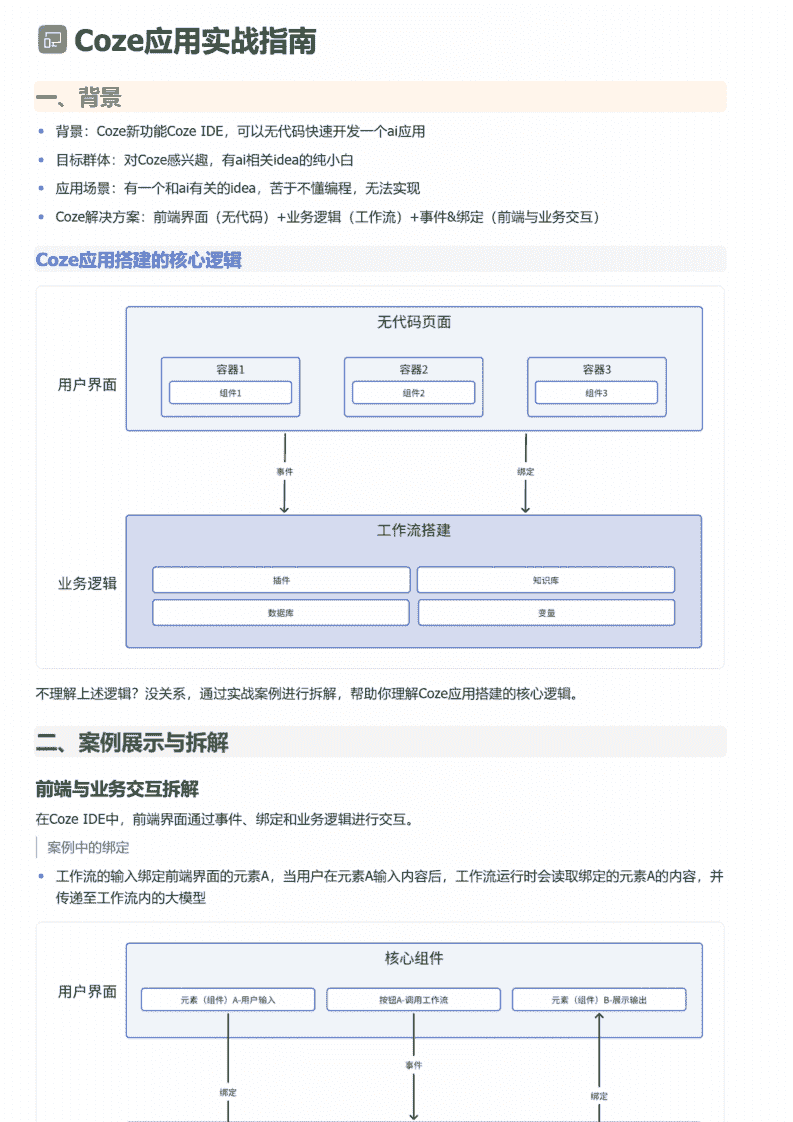 Coze应用实战指南
一、背景
背景：Coze新功能Coze IDE，可以无代码快速开发一个ai应用
目标群体：对Coze感兴趣，有ai相关idea的纯小白
应用场景：有一个和ai有关的idea，苦于不懂编程，无法实现
Coze解决方案：前端界面（无代码）+业务逻辑（工作流）+事件&绑定（前端与业务交互）
Coze应用搭建的核心逻辑
无代码页面
用户界面
容器1
容器2
容器3
组件1
组件2
组件3
事件
绑定
工作流搭建
业务逻辑
插件
知识库
数据库
变量
不理解上述逻辑？没关系，通过实战案例进行拆解，帮助你理解Coze应用搭建的核心逻辑。
二、案例展示与拆解
前端与业务交互拆解
在Coze IDE中，前端界面通过事件、绑定和业务逻辑进行交互。
案例中的绑定
工作流的输入绑定前端界面的元素A，当用户在元素A输入内容后，工作流运行时会读取绑定的元素A的内容，并
传递至工作流内的大模型
核心组件
用户界面
元素（组件）A-用户输入
按钮A-调用工作流
元素（组件）B-展示输出
事件
绑定
绑定